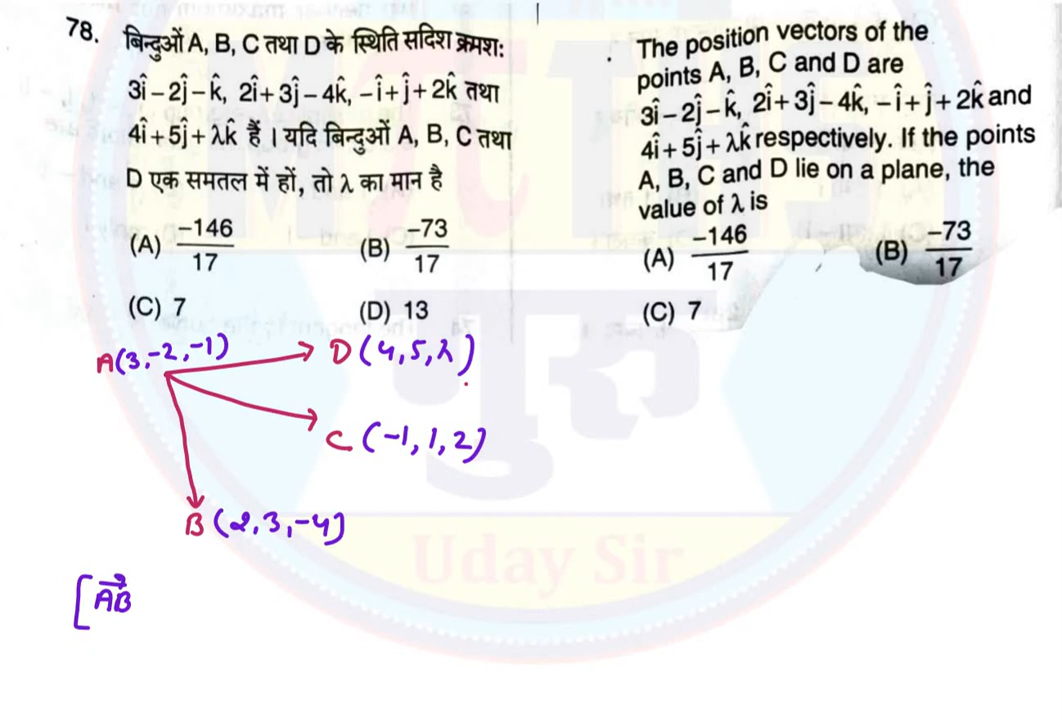 78. बिन्दुओं A, B, C तथा D के स्थिति सदिश क्रमश:
3î – 2ĵ – k̂, 2î + 3ĵ – 4k̂, –î + ĵ + 2k̂ तथा
4î + 5ĵ + λk̂ है । यदि बिन्दुओं A, B, C तथा
D एक समतल में हों, तो λ का मान है
(A) –146/17 (B) –73/17
(C) 7 (D) 13
The position vectors of the
points A, B, C and D are
3î – 2ĵ – k̂, 2î + 3ĵ – 4k̂, –î + ĵ + 2k̂ and
4î + 5ĵ + λk̂ respectively. If the points
A, B, C and D lie on a plane, the
value of λ is
(A) –146/17 (B) –73/17
(C) 7
A(3,-2,-1) D(4,5,λ)
C(-1,1,2)
B(2,3,-4)
[AB
गुरु
Uday Sir